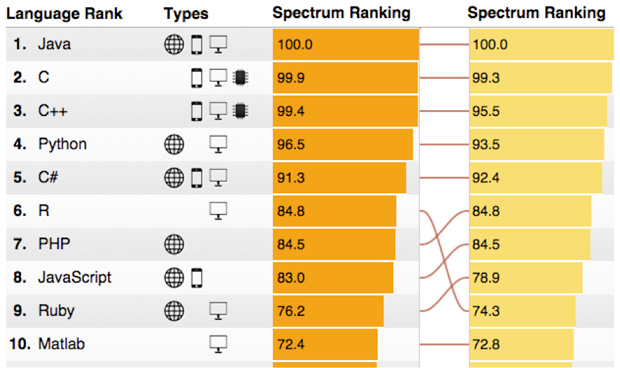 Language Rank Types Spectrum Ranking Spectrum Ranking
1. Java 100.0 100.0
2. C 99.9 99.3
3. C++ 99.4 95.5
4. Python 96.5 93.5
5. C# 91.3 92.4
6. R 84.8 84.8
7. PHP 84.5 84.5
8. JavaScript 83.0 78.9
9. Ruby 76.2 74.3
10. Matlab 72.4 72.8